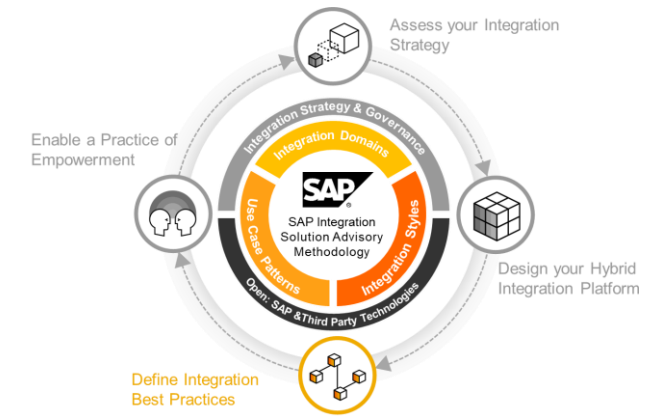 Assess your Integration
Strategy
Enable a Practice of
Empowerment
Integration Strategy & Governance
Integration Domains
Use Case Patterns
Integration Styles
SAP®
SAP Integration
Solution Advisory
Methodology
Open: SAP &Third Party Technologies
Design your Hybrid
Integration Platform
Define Integration
Best Practices